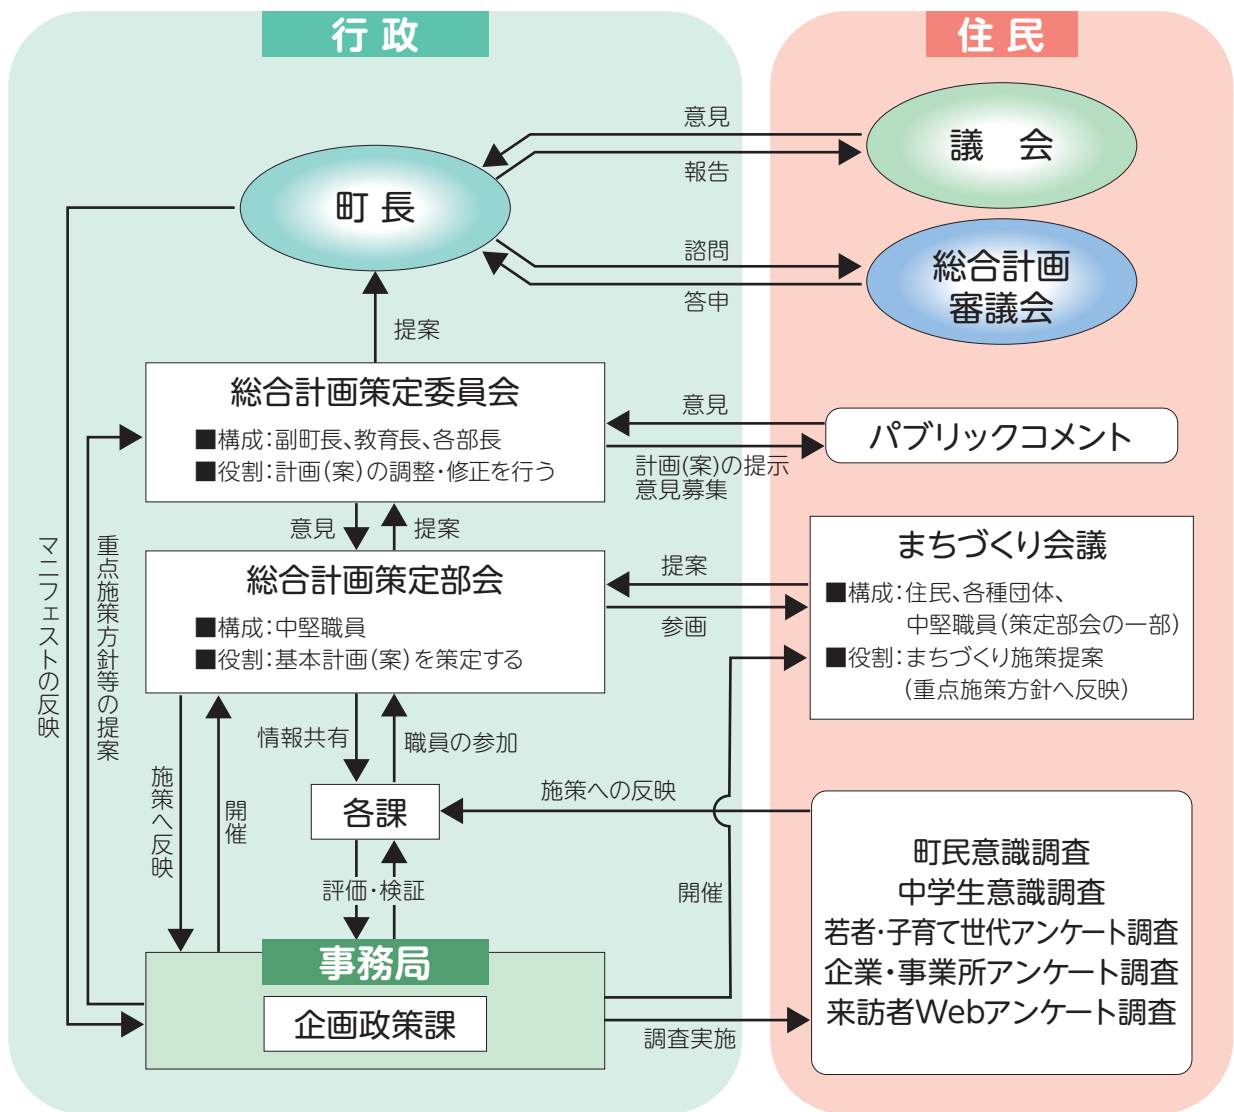 行政
住民
意見
報告
議 会
町 長
諮問
答申
総合計画
審議会
提案
総合計画策定委員会
■構成：副町長、教育長、各部長
■役割：計画(案)の調整・修正を行う
意見
計画(案)の提示
意見募集
パブリックコメント
意見
提案
総合計画策定部会
■構成：中堅職員
■役割：基本計画(案)を策定する
提案
参画
まちづくり会議
■構成：住民、各種団体、
中堅職員(策定部会の一部)
■役割：まちづくり施策提案
(重点施策方針へ反映)
マニフェストの反映
重点施策方針等の提案
施策へ反映
開催
情報共有
職員の参加
各課
施策への反映
評価・検証
開催
事務局
企画政策課
調査実施
町民意識調査
中学生意識調査
若者・子育て世代アンケート調査
企業・事業所アンケート調査
来訪者Webアンケート調査